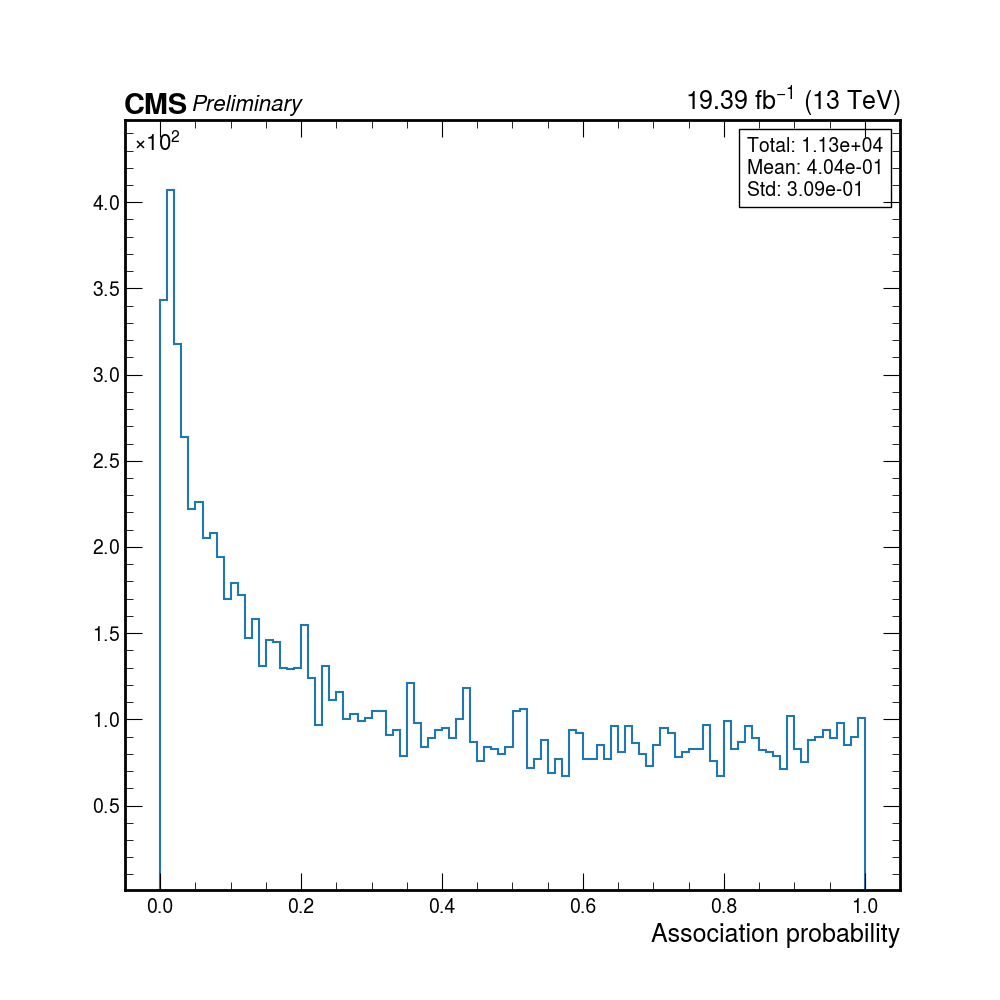 CMS Preliminary 19.39 fb⁻¹ (13 TeV)
×10²
Total: 1.13e+04
Mean: 4.04e-01
Std: 3.09e-01
4.0
3.5
3.0
2.5
2.0
1.5
1.0
0.5
0.0 0.2 0.4 0.6 0.8 1.0
Association probability